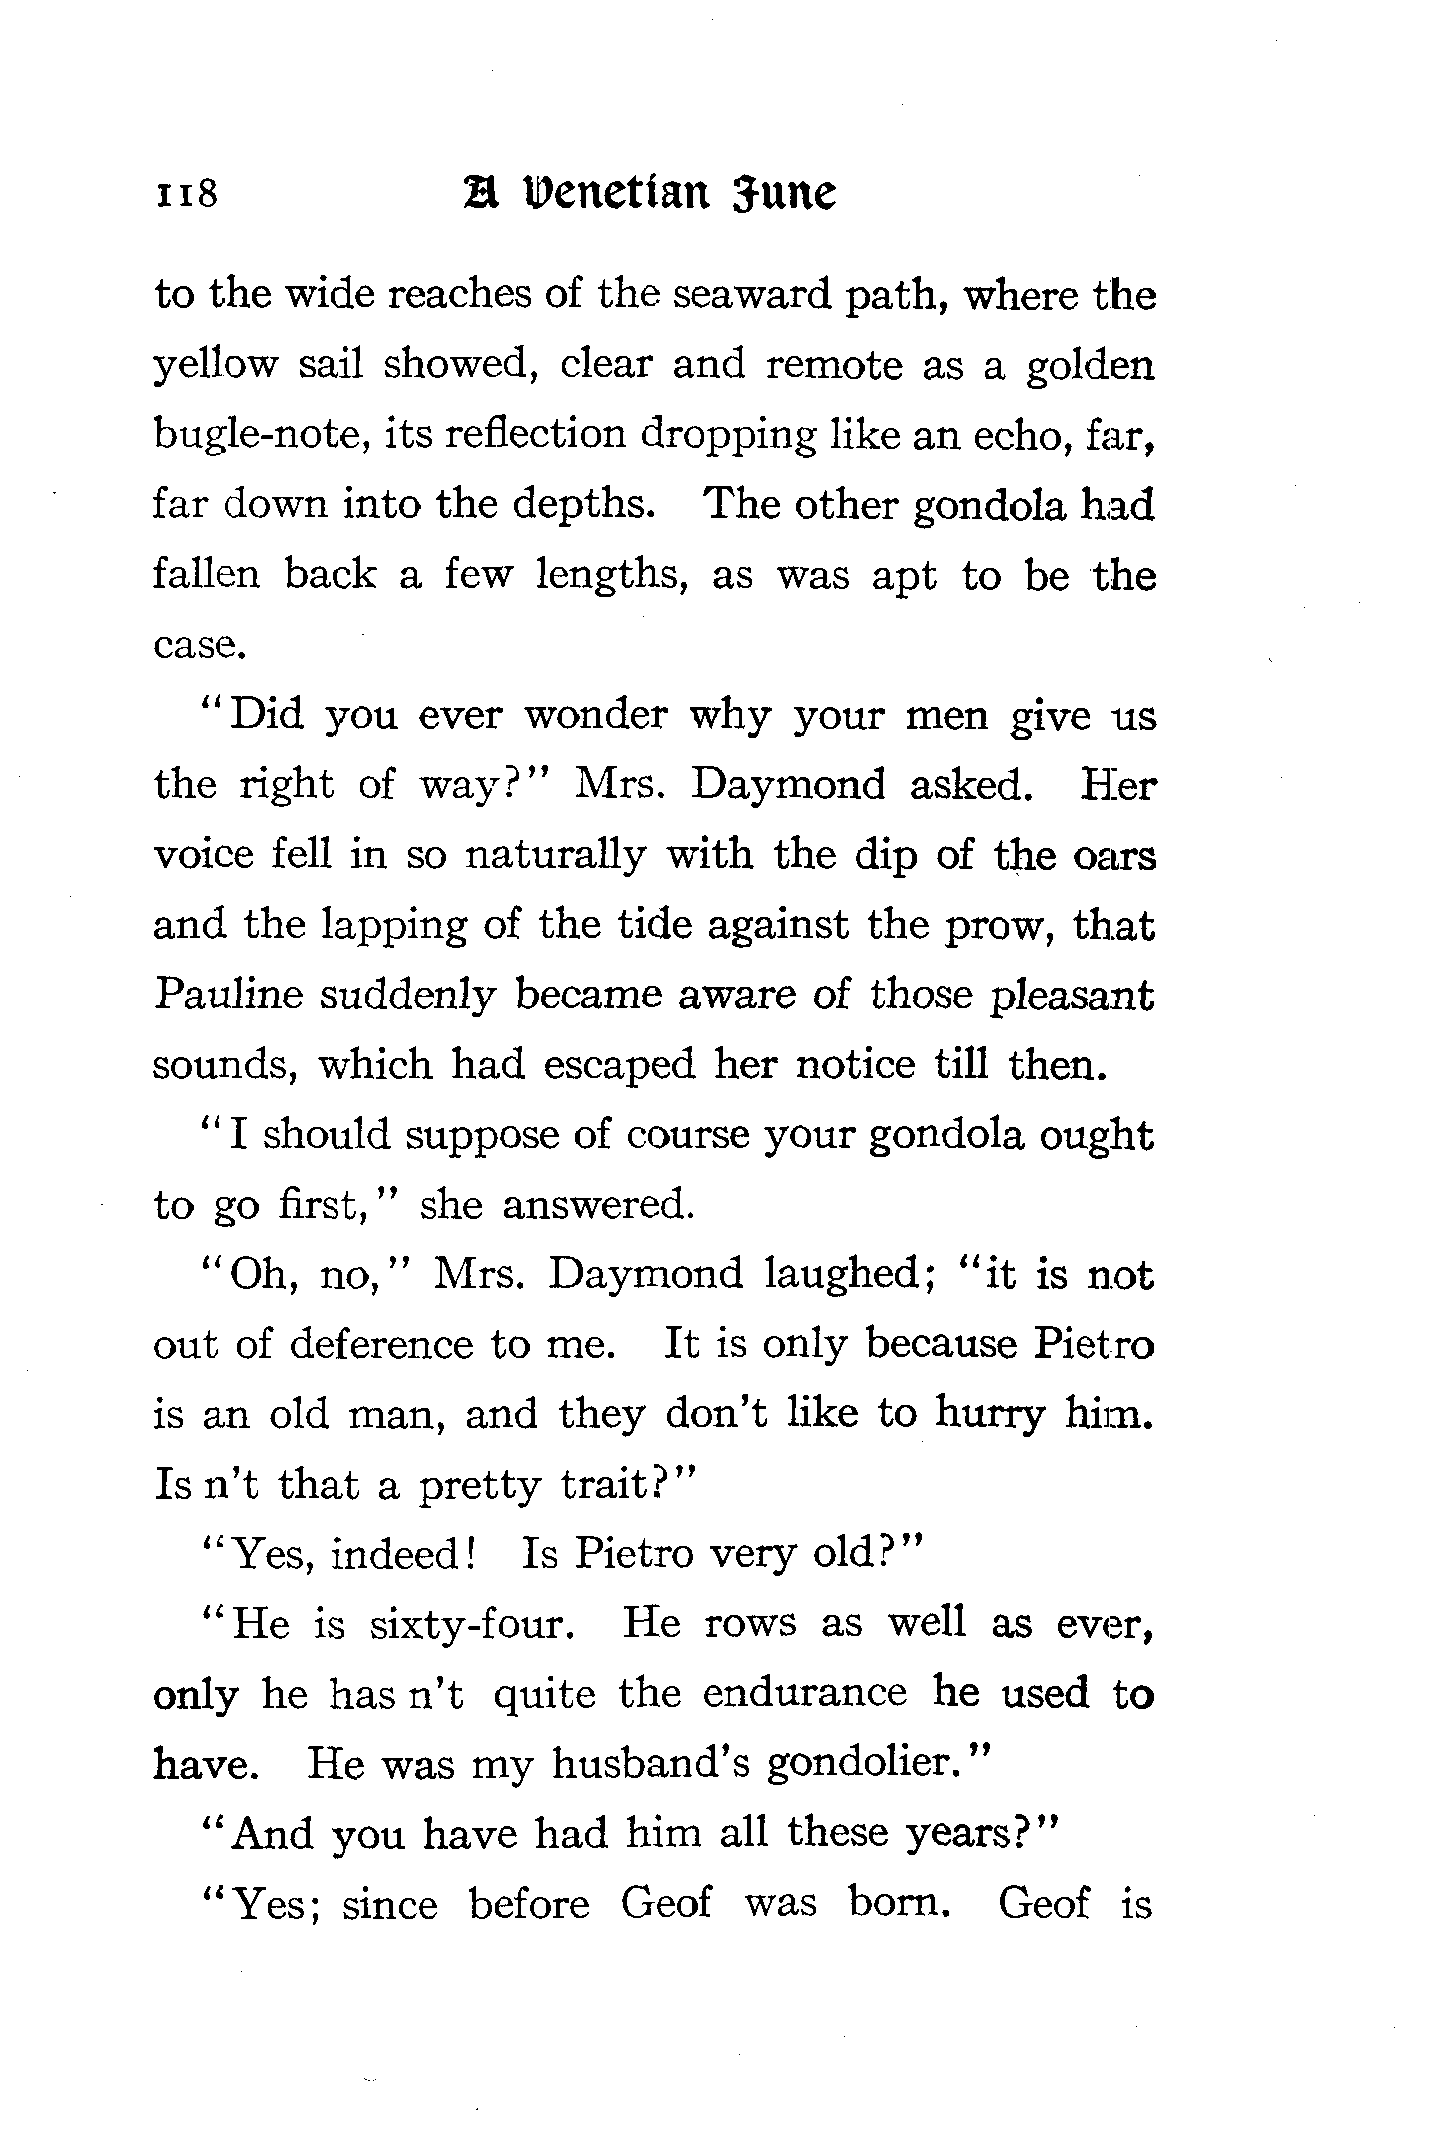 118 A Venetian June
to the wide reaches of the seaward path, where the
yellow sail showed, clear and remote as a golden
bugle-note, its reflection dropping like an echo, far,
far down into the depths. The other gondola had
fallen back a few lengths, as was apt to be the
case.
"Did you ever wonder why your men give us
the right of way?" Mrs. Daymond asked. Her
voice fell in so naturally with the dip of the oars
and the lapping of the tide against the prow, that
Pauline suddenly became aware of those pleasant
sounds, which had escaped her notice till then.
"I should suppose of course your gondola ought
to go first," she answered.
"Oh, no," Mrs. Daymond laughed; "it is not
out of deference to me. It is only because Pietro
is an old man, and they don't like to hurry him.
Is n't that a pretty trait?"
"Yes, indeed! Is Pietro very old?"
"He is sixty-four. He rows as well as ever,
only he has n't quite the endurance he used to
have. He was my husband's gondolier."
"And you have had him all these years?"
"Yes; since before Geof was born. Geof is